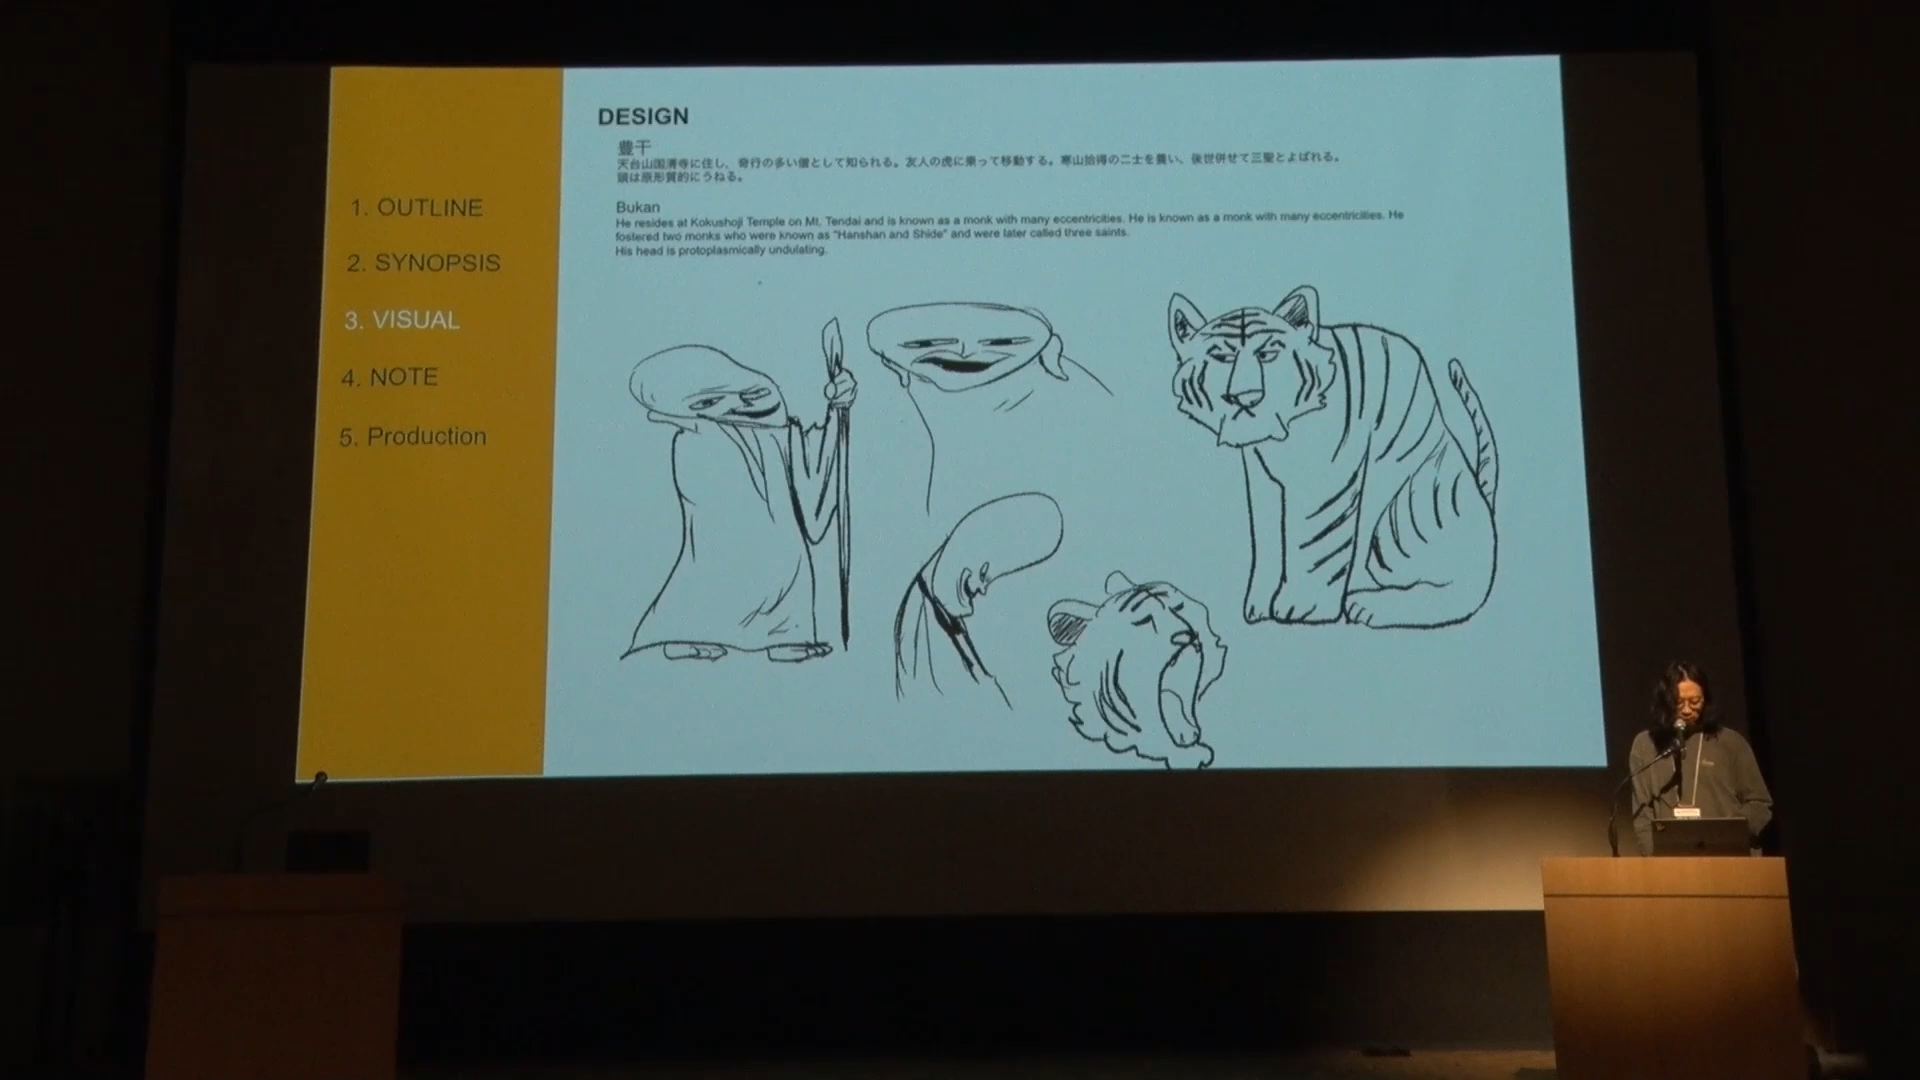 1. OUTLINE
2. SYNOPSIS
3. VISUAL
4. NOTE
5. Production
DESIGN
豊干
天台山国清寺に住し、奇行の多い僧として知られる。友人の虎に乗って移動する。寒山拾得の二士を養い、後世併せて三聖とよばれる。
頭は原形質的にうねる。
Bukan
He resides at Kokushoji Temple on Mt. Tendai and is known as a monk with many eccentricities. He is known as a monk with many eccentricities. He
fostered two monks who were known as "Hanshan and Shide" and were later called three saints.
His head is protoplasmically undulating.